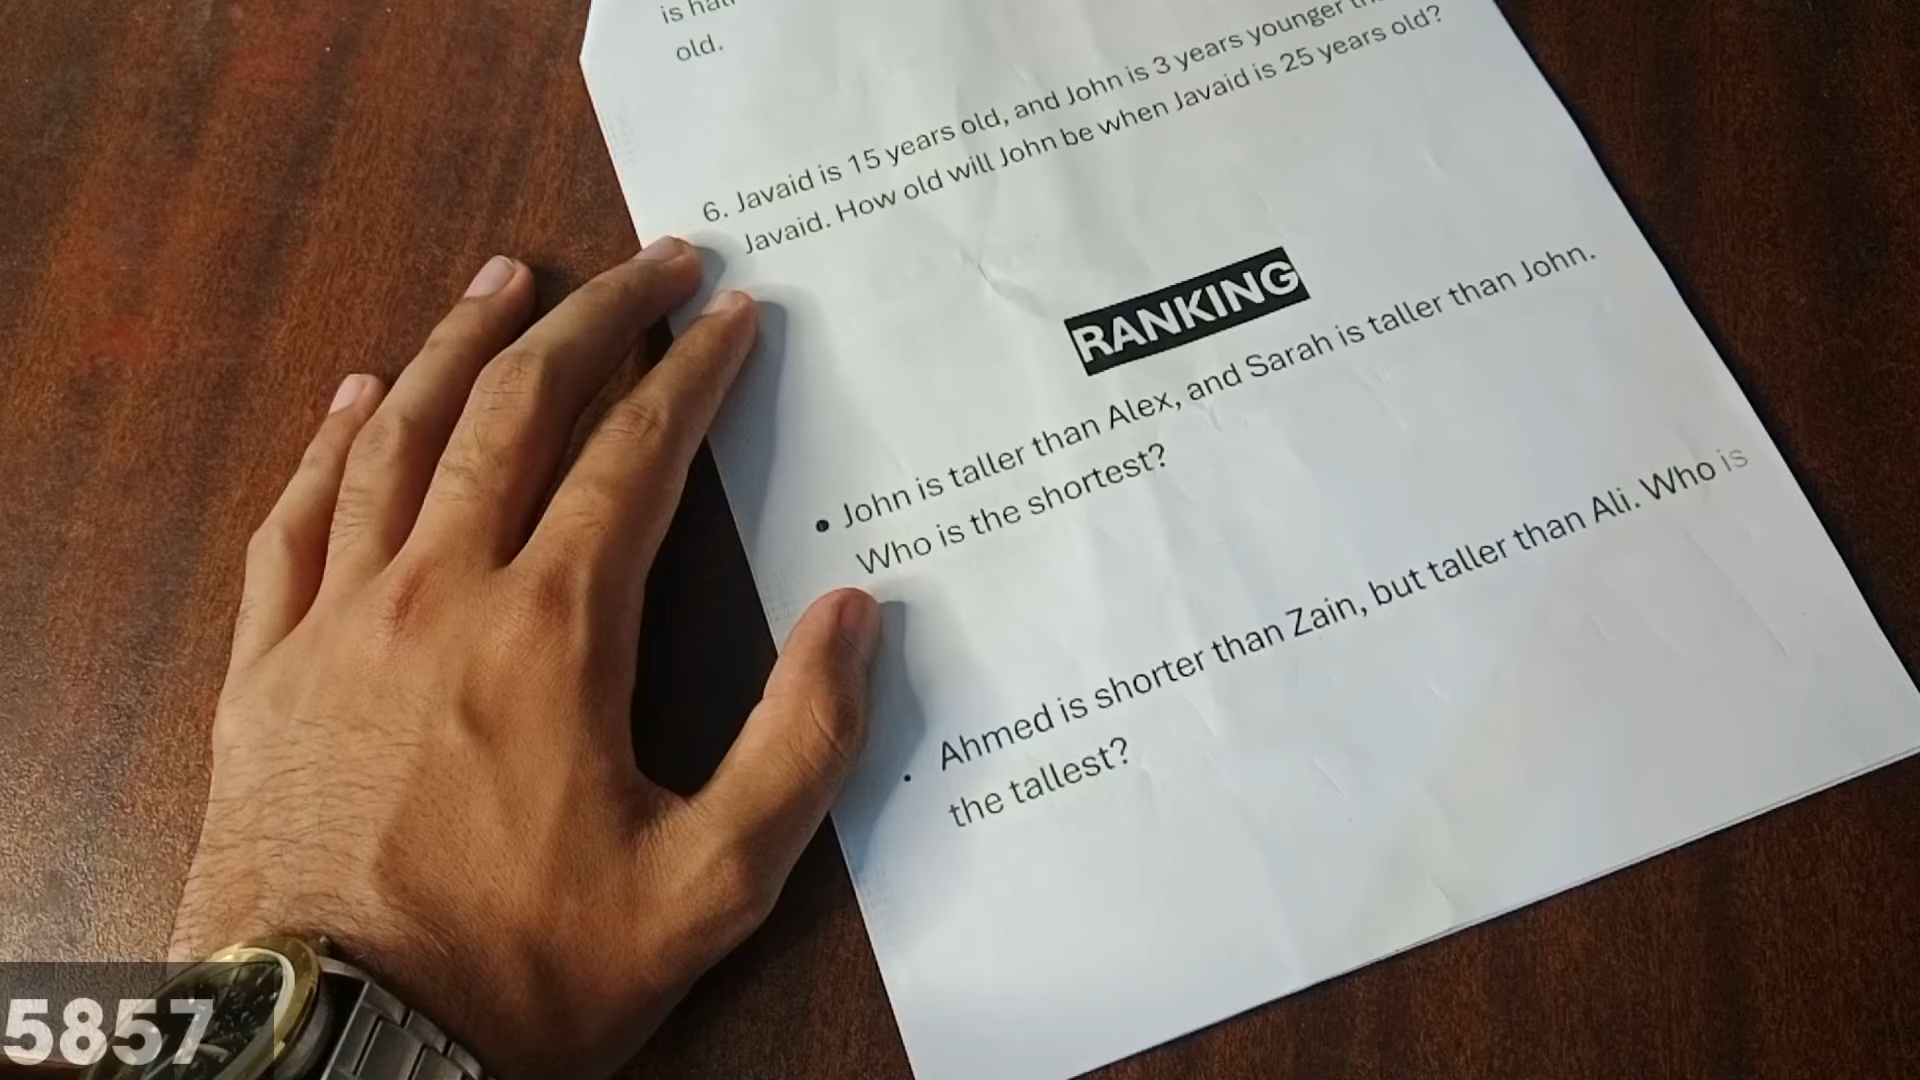 old.
6. Javaid is 15 years old, and John is 3 years younger
Javaid. How old will John be when Javaid is 25 years old?
RANKING
• John is taller than Alex, and Sarah is taller than John.
Who is the shortest?
• Ahmed is shorter than Zain, but taller than Ali. Who is
the tallest?
5857